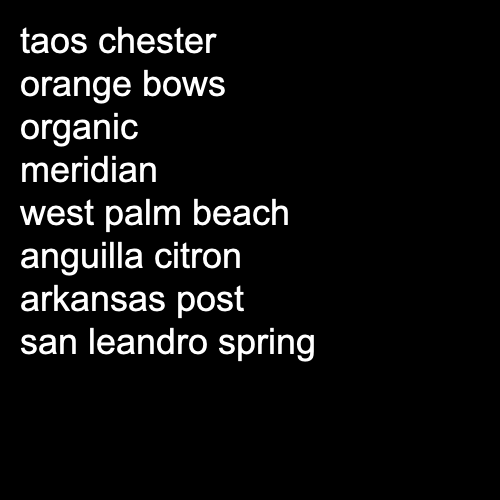 taos chester
orange bows
organic
meridian
west palm beach
anguilla citron
arkansas post
san leandro spring